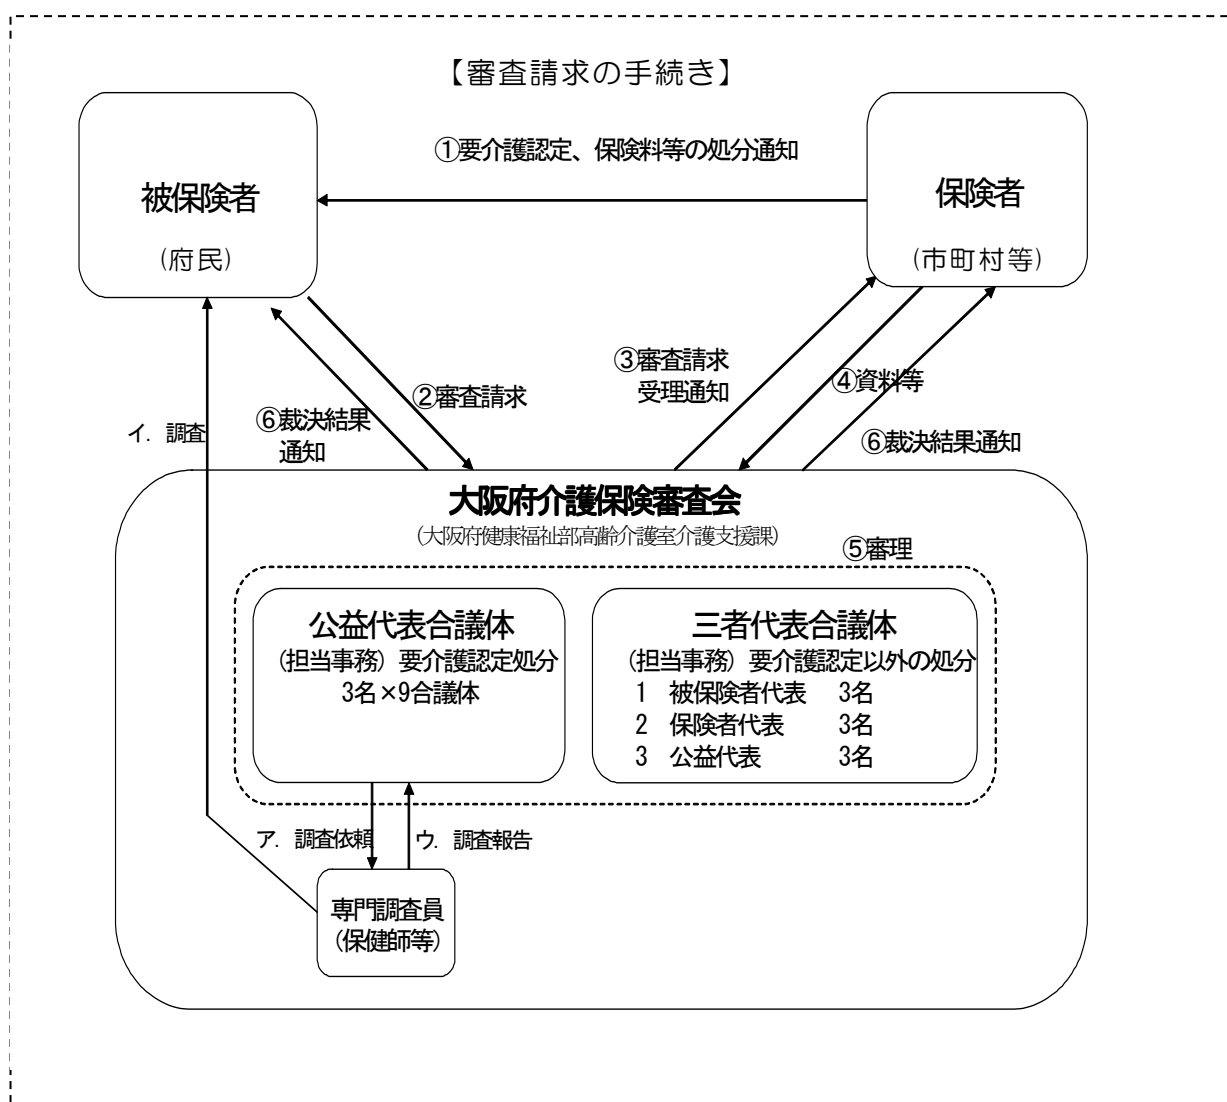 【審査請求の手続き】
①要介護認定、保険料等の処分通知
被保険者
(府民)
保険者
(市町村等)
③審査請求
受理通知
④資料等
②審査請求
⑥裁決結果
通知
イ. 調査
⑥裁決結果通知
大阪府介護保険審査会
(大阪府健康福祉部高齢介護室介護支援課)
⑤審理
公益代表合議体
(担当事務) 要介護認定処分
3名×9合議体
三者代表合議体
(担当事務) 要介護認定以外の処分
1 被保険者代表 3名
2 保険者代表 3名
3 公益代表 3名
ア. 調査依頼
ウ. 調査報告
専門調査員
(保健師等)